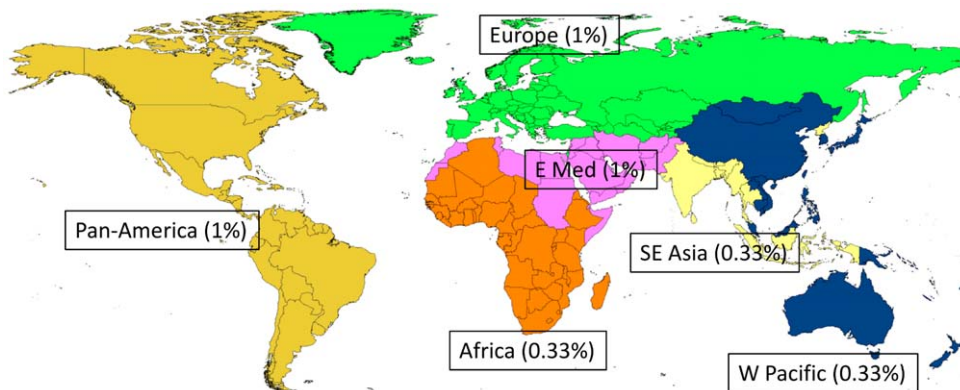 Europe (1%)
E Med (1%)
Pan-America (1%)
SE Asia (0.33%)
Africa (0.33%)
W Pacific (0.33%)